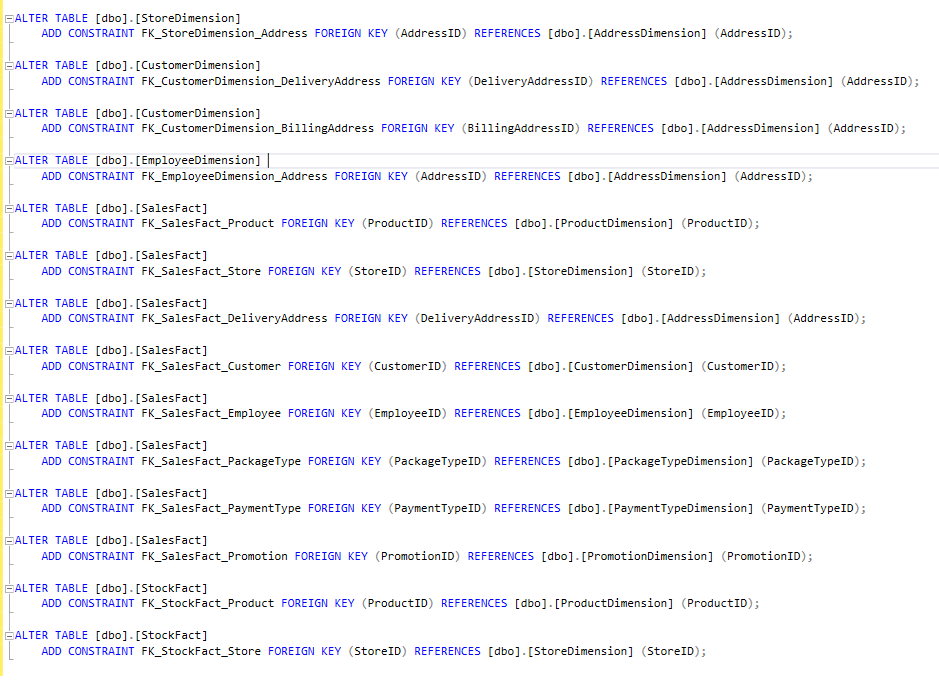 ALTER TABLE [dbo].[StoreDimension]
ADD CONSTRAINT FK_StoreDimension_Address FOREIGN KEY (AddressID) REFERENCES [dbo].[AddressDimension] (AddressID);
ALTER TABLE [dbo].[CustomerDimension]
ADD CONSTRAINT FK_CustomerDimension_DeliveryAddress FOREIGN KEY (DeliveryAddressID) REFERENCES [dbo].[AddressDimension] (AddressID);
ALTER TABLE [dbo].[CustomerDimension]
ADD CONSTRAINT FK_CustomerDimension_BillingAddress FOREIGN KEY (BillingAddressID) REFERENCES [dbo].[AddressDimension] (AddressID);
ALTER TABLE [dbo].[EmployeeDimension]
ADD CONSTRAINT FK_EmployeeDimension_Address FOREIGN KEY (AddressID) REFERENCES [dbo].[AddressDimension] (AddressID);
ALTER TABLE [dbo].[SalesFact]
ADD CONSTRAINT FK_SalesFact_Product FOREIGN KEY (ProductID) REFERENCES [dbo].[ProductDimension] (ProductID);
ALTER TABLE [dbo].[SalesFact]
ADD CONSTRAINT FK_SalesFact_Store FOREIGN KEY (StoreID) REFERENCES [dbo].[StoreDimension] (StoreID);
ALTER TABLE [dbo].[SalesFact]
ADD CONSTRAINT FK_SalesFact_DeliveryAddress FOREIGN KEY (DeliveryAddressID) REFERENCES [dbo].[AddressDimension] (AddressID);
ALTER TABLE [dbo].[SalesFact]
ADD CONSTRAINT FK_SalesFact_Customer FOREIGN KEY (CustomerID) REFERENCES [dbo].[CustomerDimension] (CustomerID);
ALTER TABLE [dbo].[SalesFact]
ADD CONSTRAINT FK_SalesFact_Employee FOREIGN KEY (EmployeeID) REFERENCES [dbo].[EmployeeDimension] (EmployeeID);
ALTER TABLE [dbo].[SalesFact]
ADD CONSTRAINT FK_SalesFact_PackageType FOREIGN KEY (PackageTypeID) REFERENCES [dbo].[PackageTypeDimension] (PackageTypeID);
ALTER TABLE [dbo].[SalesFact]
ADD CONSTRAINT FK_SalesFact_PaymentType FOREIGN KEY (PaymentTypeID) REFERENCES [dbo].[PaymentTypeDimension] (PaymentTypeID);
ALTER TABLE [dbo].[SalesFact]
ADD CONSTRAINT FK_SalesFact_Promotion FOREIGN KEY (PromotionID) REFERENCES [dbo].[PromotionDimension] (PromotionID);
ALTER TABLE [dbo].[StockFact]
ADD CONSTRAINT FK_StockFact_Product FOREIGN KEY (ProductID) REFERENCES [dbo].[ProductDimension] (ProductID);
ALTER TABLE [dbo].[StockFact]
ADD CONSTRAINT FK_StockFact_Store FOREIGN KEY (StoreID) REFERENCES [dbo].[StoreDimension] (StoreID);